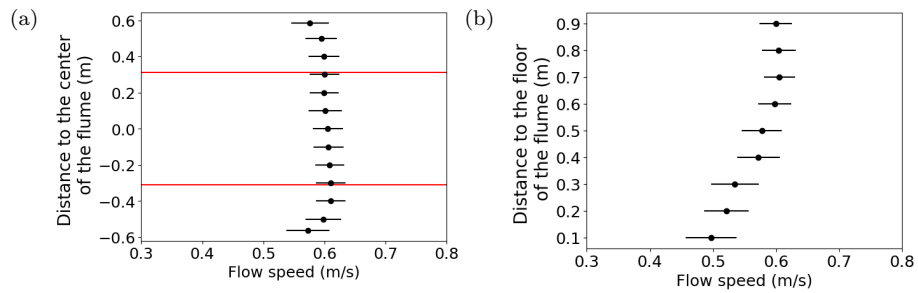 (a)
Distance to the center
of the flume (m)
0.6
0.4
0.2
0.0
−0.2
−0.4
−0.6
0.3 0.4 0.5 0.6 0.7 0.8
Flow speed (m/s)
(b)
Distance to the floor
of the flume (m)
0.9
0.8
0.7
0.6
0.5
0.4
0.3
0.2
0.1
0.3 0.4 0.5 0.6 0.7 0.8
Flow speed (m/s)